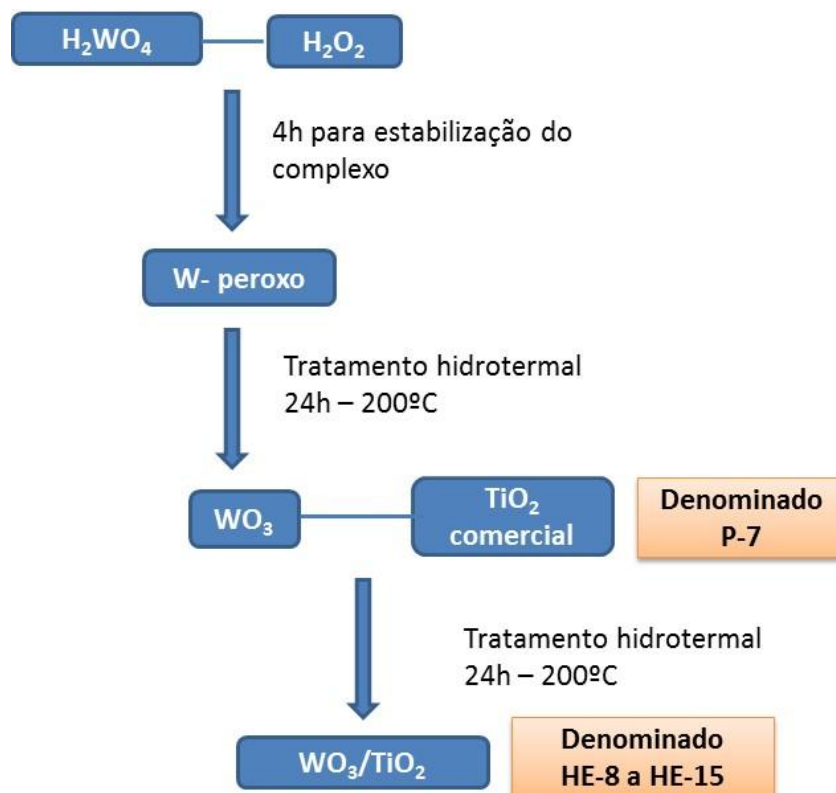 H₂WO₄
H₂O₂
4h para estabilização do
complexo
W- peroxo
Tratamento hidrotermal
24h – 200ºC
WO₃
TiO₂
comercial
Denominado
P-7
Tratamento hidrotermal
24h – 200ºC
WO₃/TiO₂
Denominado
HE-8 a HE-15